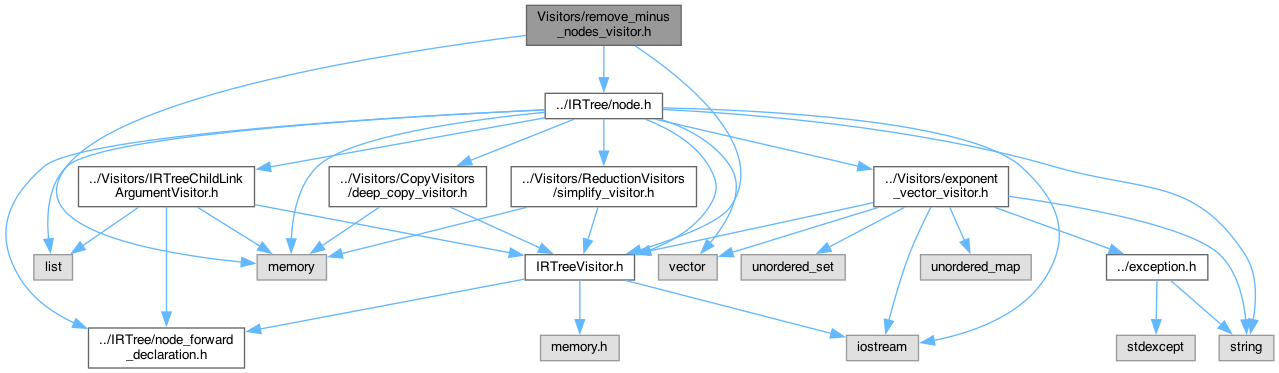 Visitors/remove_minus
_nodes_visitor.h
../IRTree/node.h
../Visitors/IRTreeChildLink
ArgumentVisitor.h
../Visitors/CopyVisitors
/deep_copy_visitor.h
../Visitors/ReductionVisitors
/simplify_visitor.h
../Visitors/exponent
_vector_visitor.h
list
memory
IRTreeVisitor.h
vector
unordered_set
unordered_map
../exception.h
../IRTree/node_forward
_declaration.h
memory.h
iostream
stdexcept
string